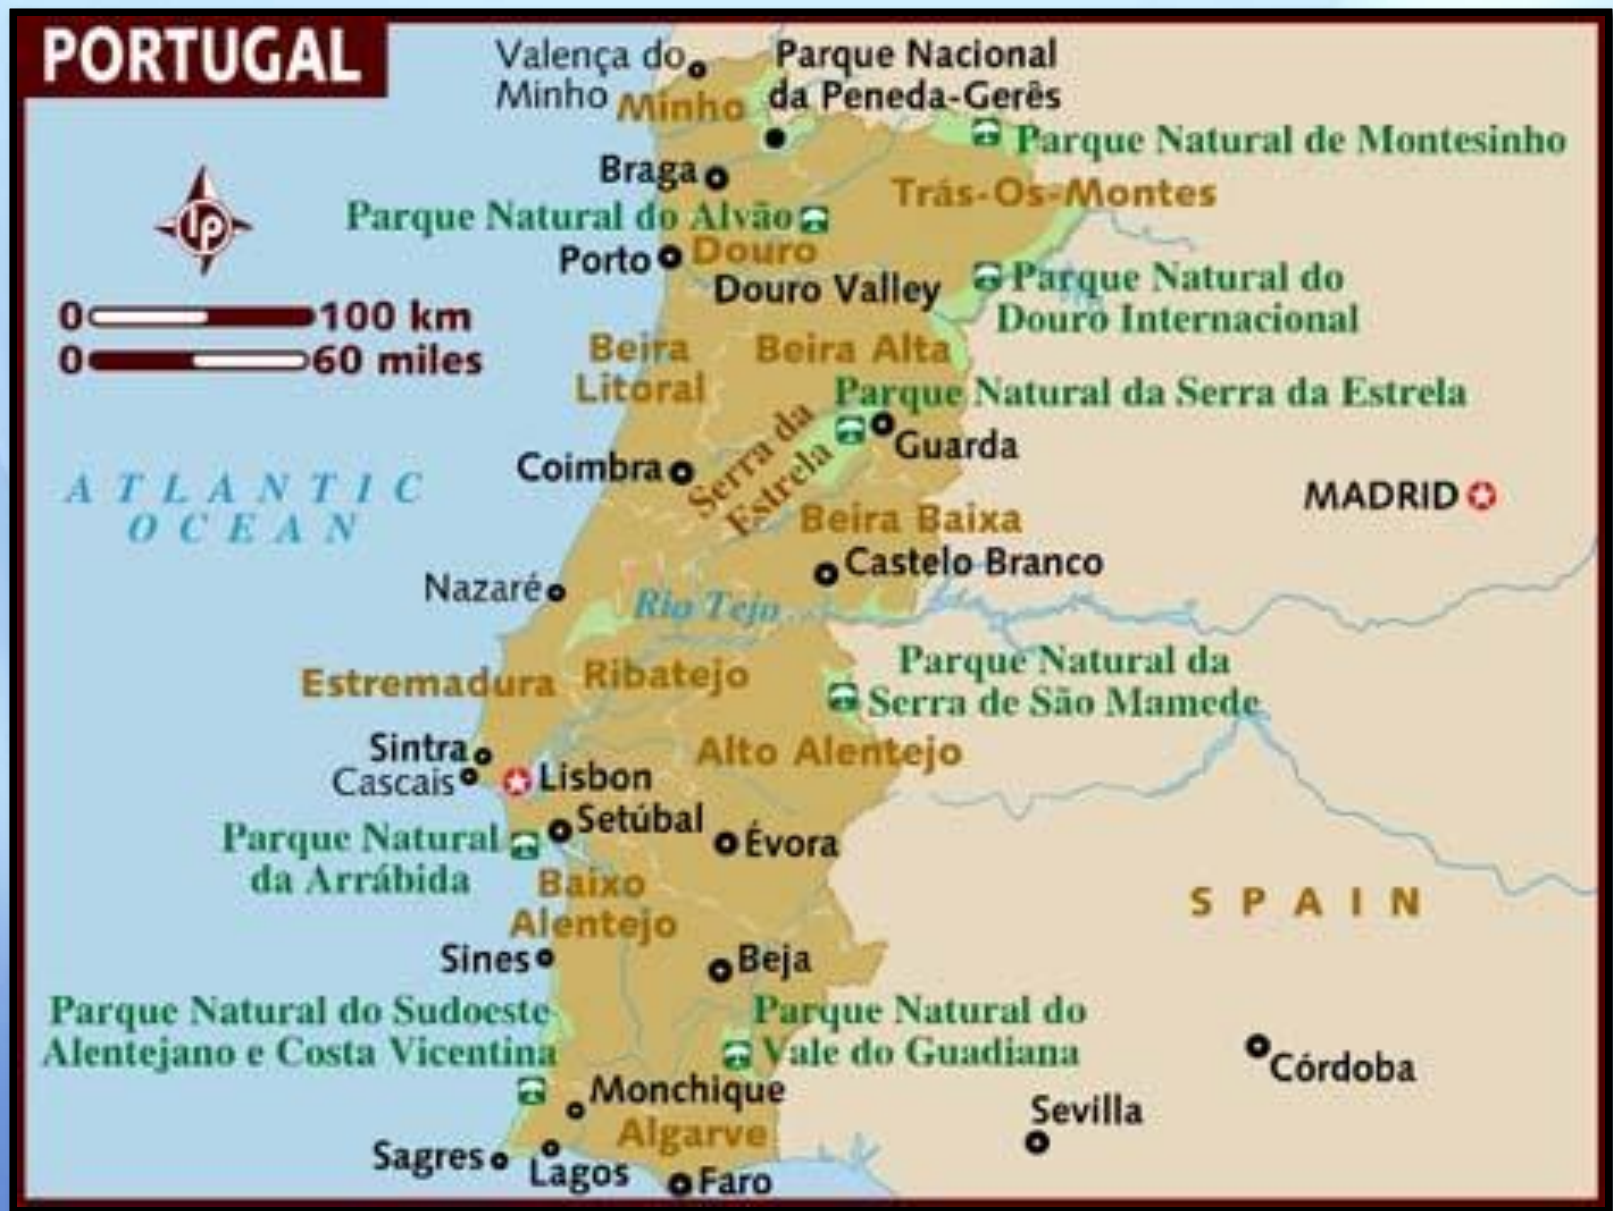 PORTUGAL
Valença do
Minho
Parque Nacional
da Peneda-Gerês
Minho
Parque Natural de Montesinho
Braga
Trás-Os-Montes
Parque Natural do Alvão
Porto
Douro
Douro Valley
Parque Natural do
Douro Internacional
lp
0 100 km
0 60 miles
Beira
Litoral
Beira Alta
Parque Natural da Serra da Estrela
Guarda
Serra da
Estrela
Coimbra
ATLANTIC
OCEAN
MADRID
Beira Baixa
Castelo Branco
Nazaré
Rio Tejo
Estremadura
Ribatejo
Parque Natural da
Serra de São Mamede
Sintra
Cascais
Lisbon
Alto Alentejo
Setúbal
Évora
Parque Natural
da Arrábida
Baixo
Alentejo
SPAIN
Sines
Beja
Parque Natural do Sudoeste
Alentejano e Costa Vicentina
Parque Natural do
Vale do Guadiana
Córdoba
Monchique
Sevilla
Algarve
Sagres
Lagos
Faro